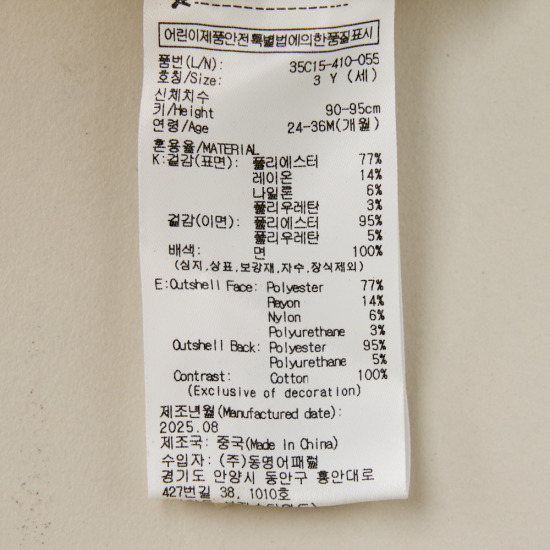 어린이제품안전특별법에의한품질표시
품번(L/N): 35C15-410-055
호칭/Size: 3 Y (세)
신체치수
키/Height 90-95cm
연령/Age 24-36M(개월)
혼용율/MATERIAL
K:겉감(표면): 폴리에스터 77%
레이온 14%
나일론 6%
폴리우레탄 3%
겉감(이면): 폴리에스터 95%
폴리우레탄 5%
배색: 면 100%
(심지,상표,보강재,자수,장식제외)
E:Outshell Face: Polyester 77%
Rayon 14%
Nylon 6%
Polyurethane 3%
Outshell Back: Polyester 95%
Polyurethane 5%
Contrast: Cotton 100%
(Exclusive of decoration)
제조년월(Manufactured date):
2025.08
제조국: 중국(Made in China)
수입자: (주)동명어패럴
경기도 안양시 동안구 흥안대로
427번길 38, 1010호